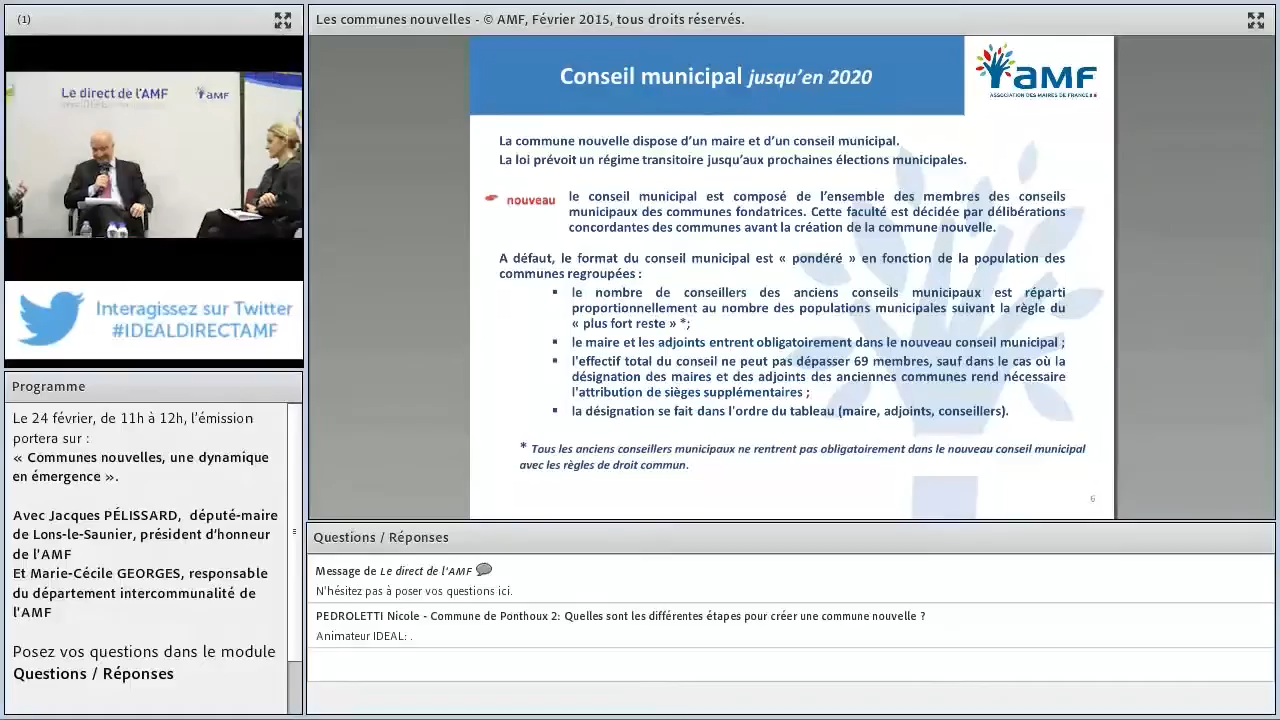 (1)
Le direct de l'AMF
AMF
Interagissez sur Twitter
#IDEALDIRECTAMF
Programme
Le 24 février, de 11h à 12h, l'émission
portera sur :
« Communes nouvelles, une dynamique
en émergence ».
Avec Jacques PÉLISSARD, député-maire
de Lons-le-Saunier, président d'honneur
de l'AMF
Et Marie-Cécile GEORGES, responsable
du département intercommunalité de
l'AMF
Posez vos questions dans le module
Questions / Réponses
Les communes nouvelles - © AMF, Février 2015, tous droits réservés.
Conseil municipal jusqu'en 2020
AMF
ASSOCIATION DES MAIRES DE FRANCE
La commune nouvelle dispose d'un maire et d'un conseil municipal.
La loi prévoit un régime transitoire jusqu'aux prochaines élections municipales.
nouveau le conseil municipal est composé de l'ensemble des membres des conseils
municipaux des communes fondatrices. Cette faculté est décidée par délibérations
concordantes des communes avant la création de la commune nouvelle.
A défaut, le format du conseil municipal est « pondéré » en fonction de la population des
communes regroupées :
▪ le nombre de conseillers des anciens conseils municipaux est réparti
proportionnellement au nombre des populations municipales suivant la règle du
« plus fort reste » *;
▪ le maire et les adjoints entrent obligatoirement dans le nouveau conseil municipal ;
▪ l'effectif total du conseil ne peut pas dépasser 69 membres, sauf dans le cas où la
désignation des maires et des adjoints des anciennes communes rend nécessaire
l'attribution de sièges supplémentaires ;
▪ la désignation se fait dans l'ordre du tableau (maire, adjoints, conseillers).
* Tous les anciens conseillers municipaux ne rentrent pas obligatoirement dans le nouveau conseil municipal
avec les règles de droit commun.
6
Questions / Réponses
Message de Le direct de l'AMF
N'hésitez pas à poser vos questions ici.
PEDROLETTI Nicole - Commune de Ponthoux 2: Quelles sont les différentes étapes pour créer une commune nouvelle ?
Animateur IDEAL: .